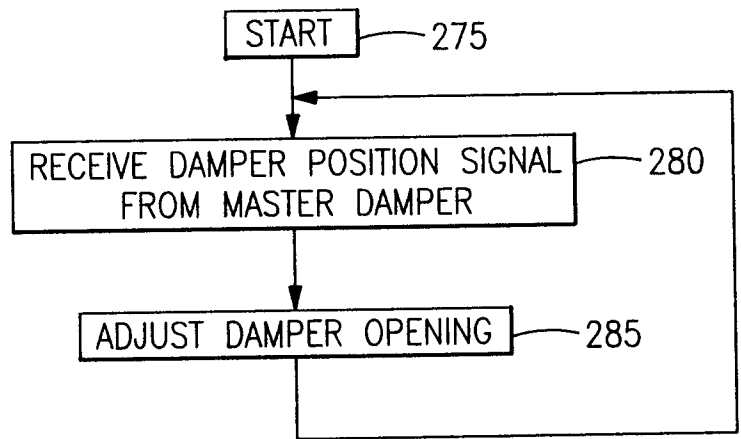 START
275
RECEIVE DAMPER POSITION SIGNAL
FROM MASTER DAMPER
280
ADJUST DAMPER OPENING
285